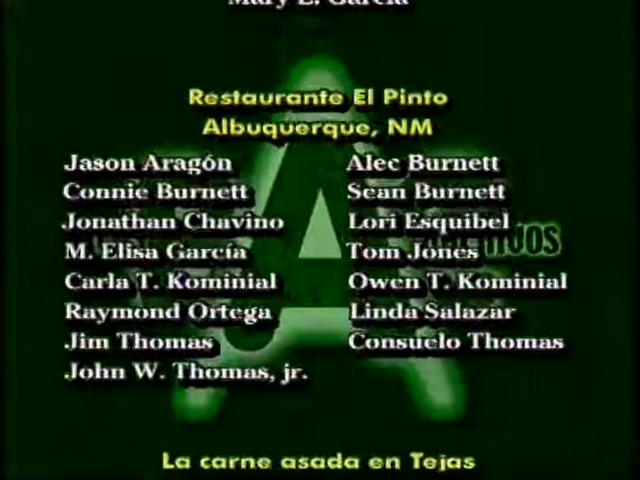 Mary E. García
Restaurante El Pinto
Albuquerque, NM
Jason Aragón
Alec Burnett
Connie Burnett
Sean Burnett
Jonathan Chavino
Lori Esquibel
M. Elisa García
Tom Jones
Carla T. Kominial
Owen T. Kominial
Raymond Ortega
Linda Salazar
Jim Thomas
Consuelo Thomas
John W. Thomas, jr.
La carne asada en Tejas